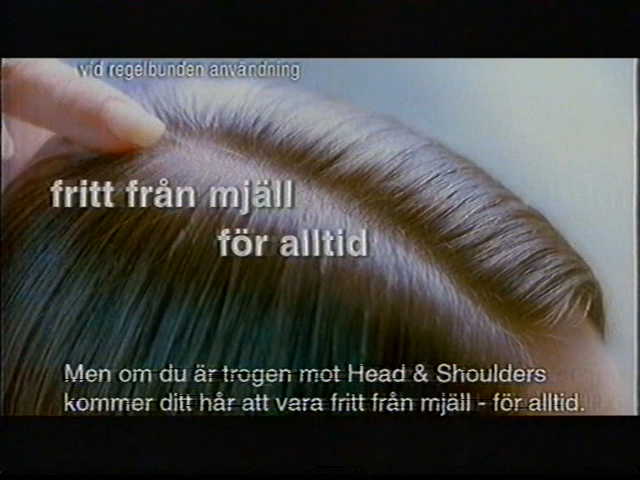 vid regelbunden användning
fritt från mjäll
för alltid
Men om du är trogen mot Head & Shoulders
kommer ditt hår att vara fritt från mjäll - för alltid.